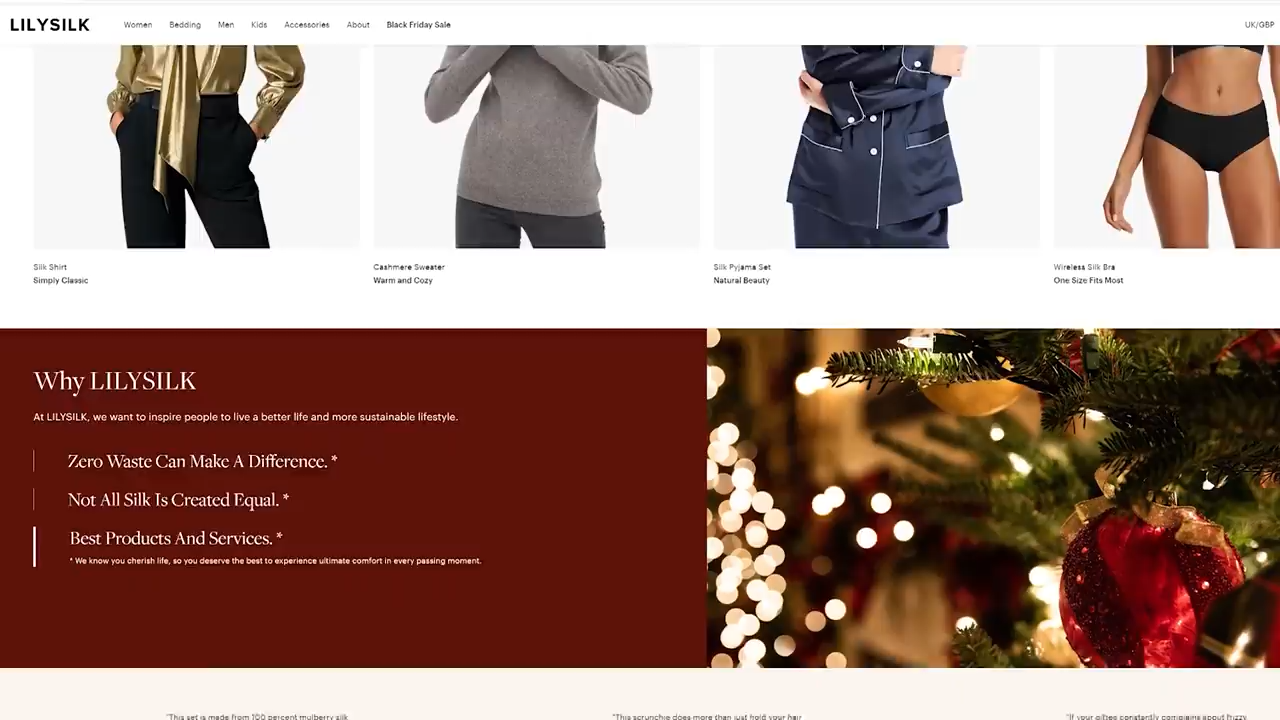 LILYSILK
Women Bedding Men Kids Accessories About Black Friday Sale UK/GBP
Silk Shirt
Simply Classic
Cashmere Sweater
Warm and Cozy
Silk Pyjama Set
Natural Beauty
Wireless Silk Bra
One Size Fits Most
Why LILYSILK
At LILYSILK, we want to inspire people to live a better life and more sustainable lifestyle.
Zero Waste Can Make A Difference. *
Not All Silk Is Created Equal. *
Best Products And Services. *
* We know you cherish life, so you deserve the best to experience ultimate comfort in every passing moment.
"This set is made from 100 percent mulberry silk
"This scrunchie does more than just hold your hair
"If your giftee constantly complains about frizzy